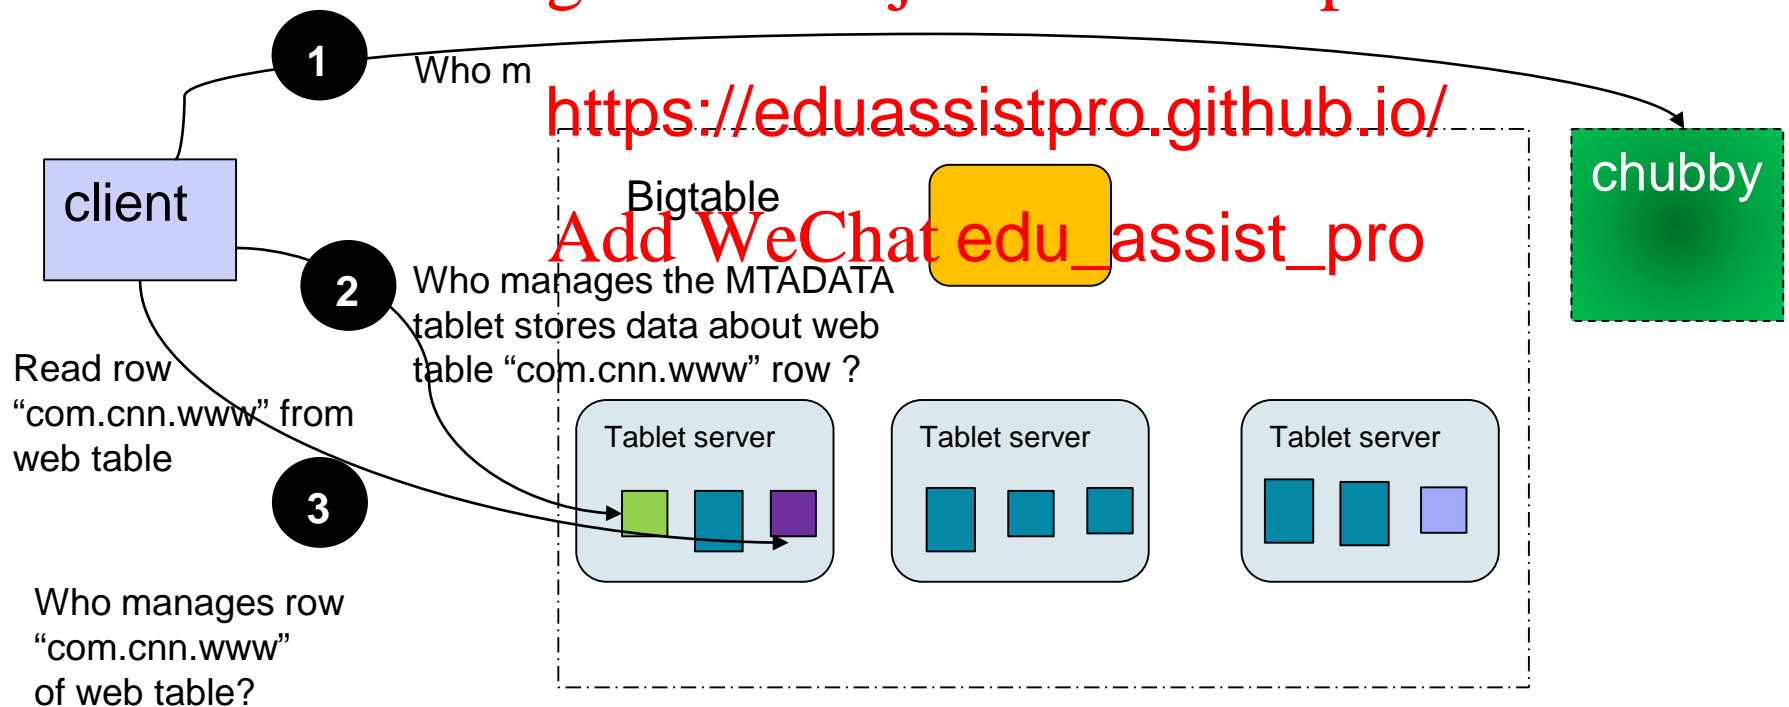 1
Who m
https://eduassistpro.github.io/
client
Bigtable
chubby
Add WeChat edu_assist_pro
2
Who manages the MTADATA
tablet stores data about web
table “com.cnn.www” row ?
Read row
“com.cnn.www” from
web table
Tablet server
Tablet server
Tablet server
3
Who manages row
“com.cnn.www”
of web table?